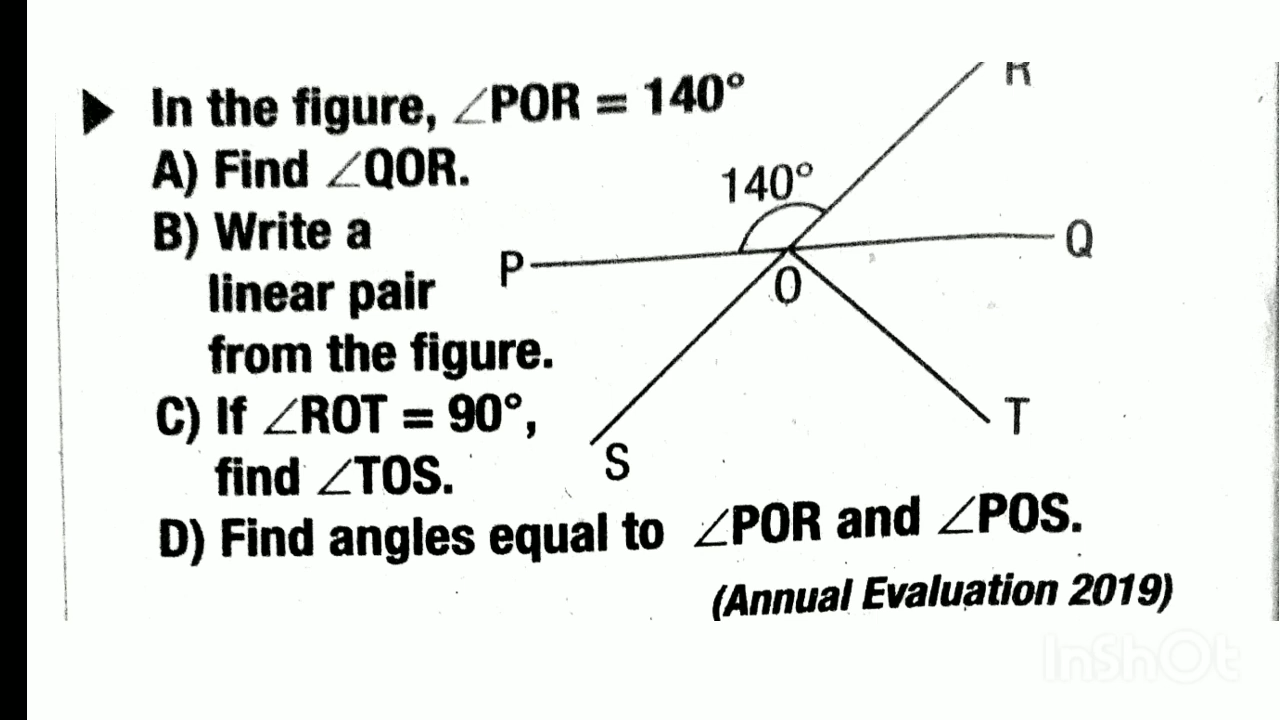 ▶ In the figure, ∠POR = 140°
A) Find ∠QOR.
B) Write a
linear pair
from the figure.
C) If ∠ROT = 90°,
find ∠TOS.
D) Find angles equal to ∠POR and ∠POS.
(Annual Evaluation 2019)
R
140°
P
Q
O
T
S
InShOt